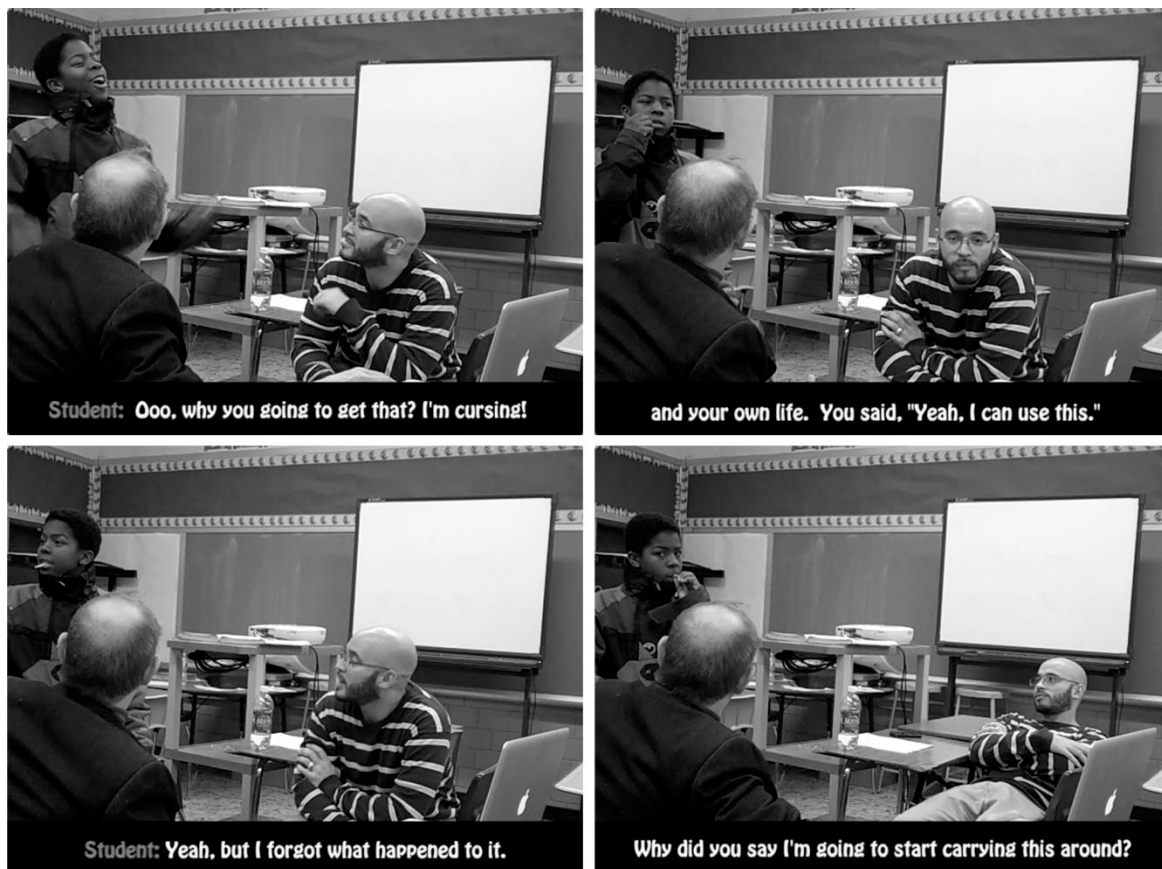 Student: Ooo, why you going to get that? I'm cursing!
and your own life. You said, "Yeah, I can use this."
Student: Yeah, but I forgot what happened to it.
Why did you say I'm going to start carrying this around?